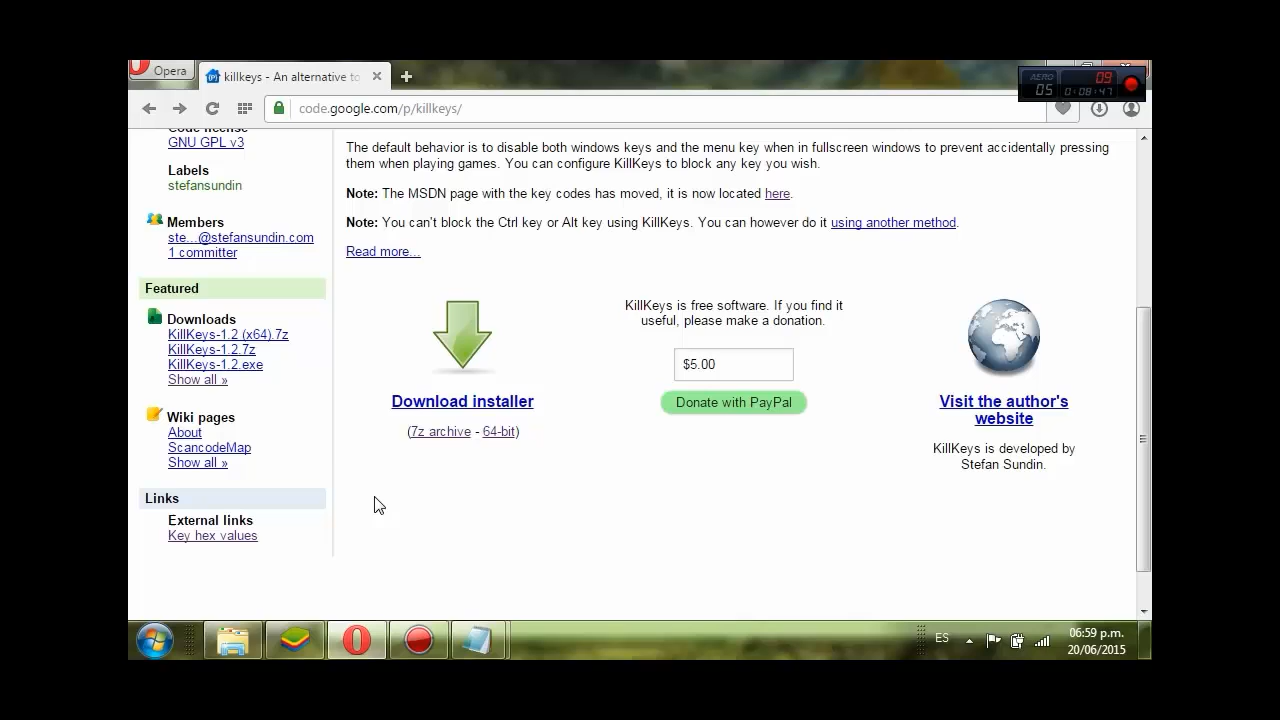 Opera
killkeys - An alternative to
AERO
05
09
0:08:47
code.google.com/p/killkeys/
Code license
GNU GPL v3
Labels
stefansundin
Members
ste...@stefansundin.com
1 committer
Featured
Downloads
KillKeys-1.2 (x64).7z
KillKeys-1.2.7z
KillKeys-1.2.exe
Show all »
Wiki pages
About
ScancodeMap
Show all »
Links
External links
Key hex values
The default behavior is to disable both windows keys and the menu key when in fullscreen windows to prevent accidentally pressing
them when playing games. You can configure KillKeys to block any key you wish.
Note: The MSDN page with the key codes has moved, it is now located here.
Note: You can't block the Ctrl key or Alt key using KillKeys. You can however do it using another method.
Read more...
Download installer
(7z archive - 64-bit)
KillKeys is free software. If you find it
useful, please make a donation.
$5.00
Donate with PayPal
Visit the author's
website
KillKeys is developed by
Stefan Sundin.
ES
06:59 p.m.
20/06/2015